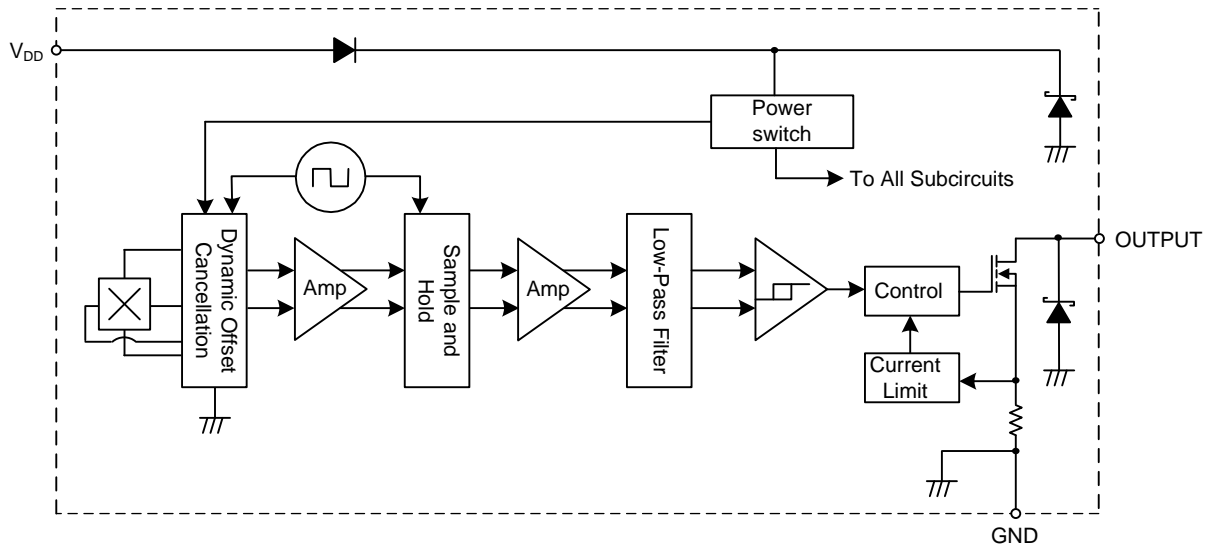 V_DD
Power
switch
To All Subcircuits
Dynamic Offset
Cancellation
Amp
Sample and
Hold
Amp
Low-Pass Filter
Control
Current
Limit
OUTPUT
GND